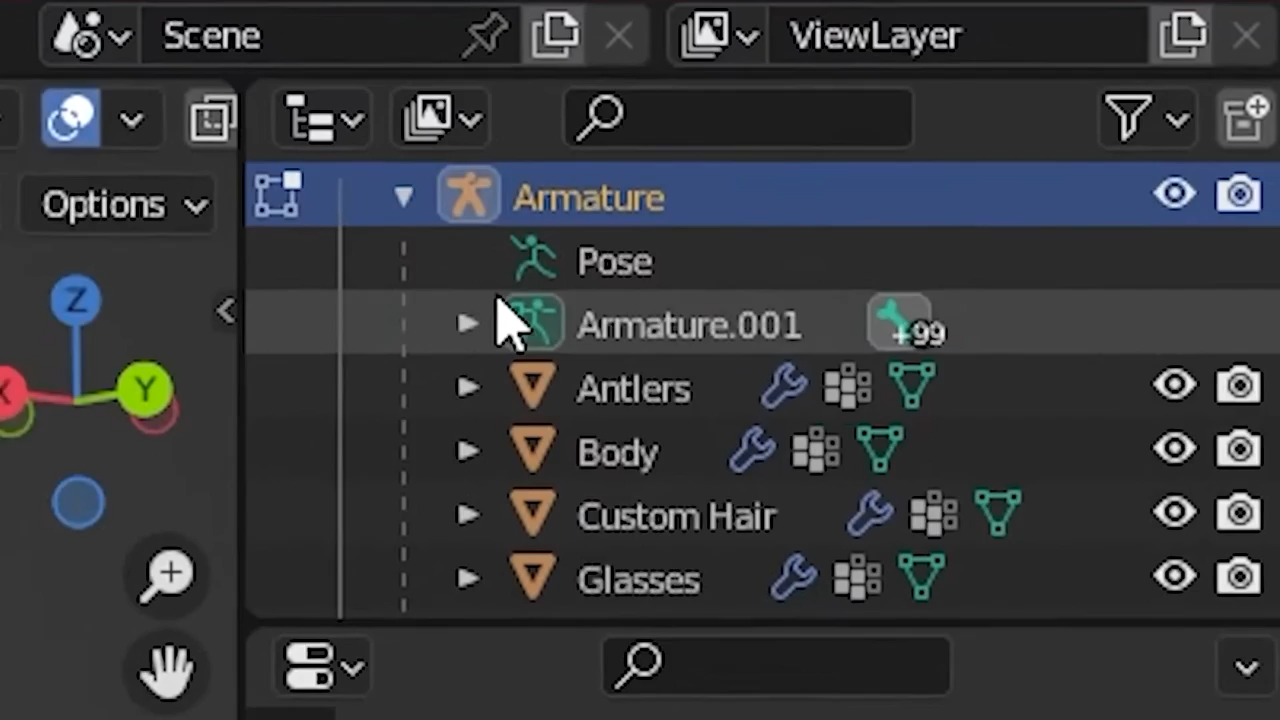 Scene
ViewLayer
Options
Armature
Pose
Armature.001 +99
Antlers
Body
Custom Hair
Glasses
Z
X
Y